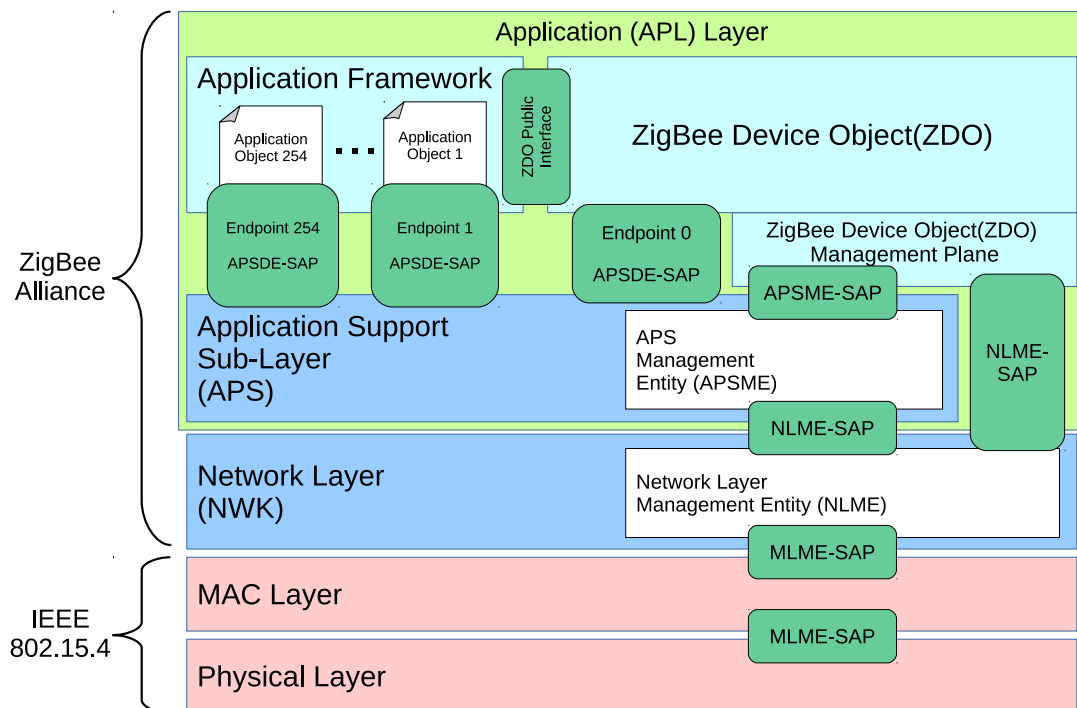 Application (APL) Layer
Application Framework
Application
Object 254
...
Application
Object 1
ZDO Public
Interface
ZigBee Device Object(ZDO)
Endpoint 254
APSDE-SAP
Endpoint 1
APSDE-SAP
Endpoint 0
APSDE-SAP
ZigBee Device Object(ZDO)
Management Plane
APSME-SAP
NLME-
SAP
ZigBee
Alliance
Application Support
Sub-Layer
(APS)
APS
Management
Entity (APSME)
NLME-SAP
Network Layer
(NWK)
Network Layer
Management Entity (NLME)
MLME-SAP
IEEE
802.15.4
MAC Layer
MLME-SAP
Physical Layer